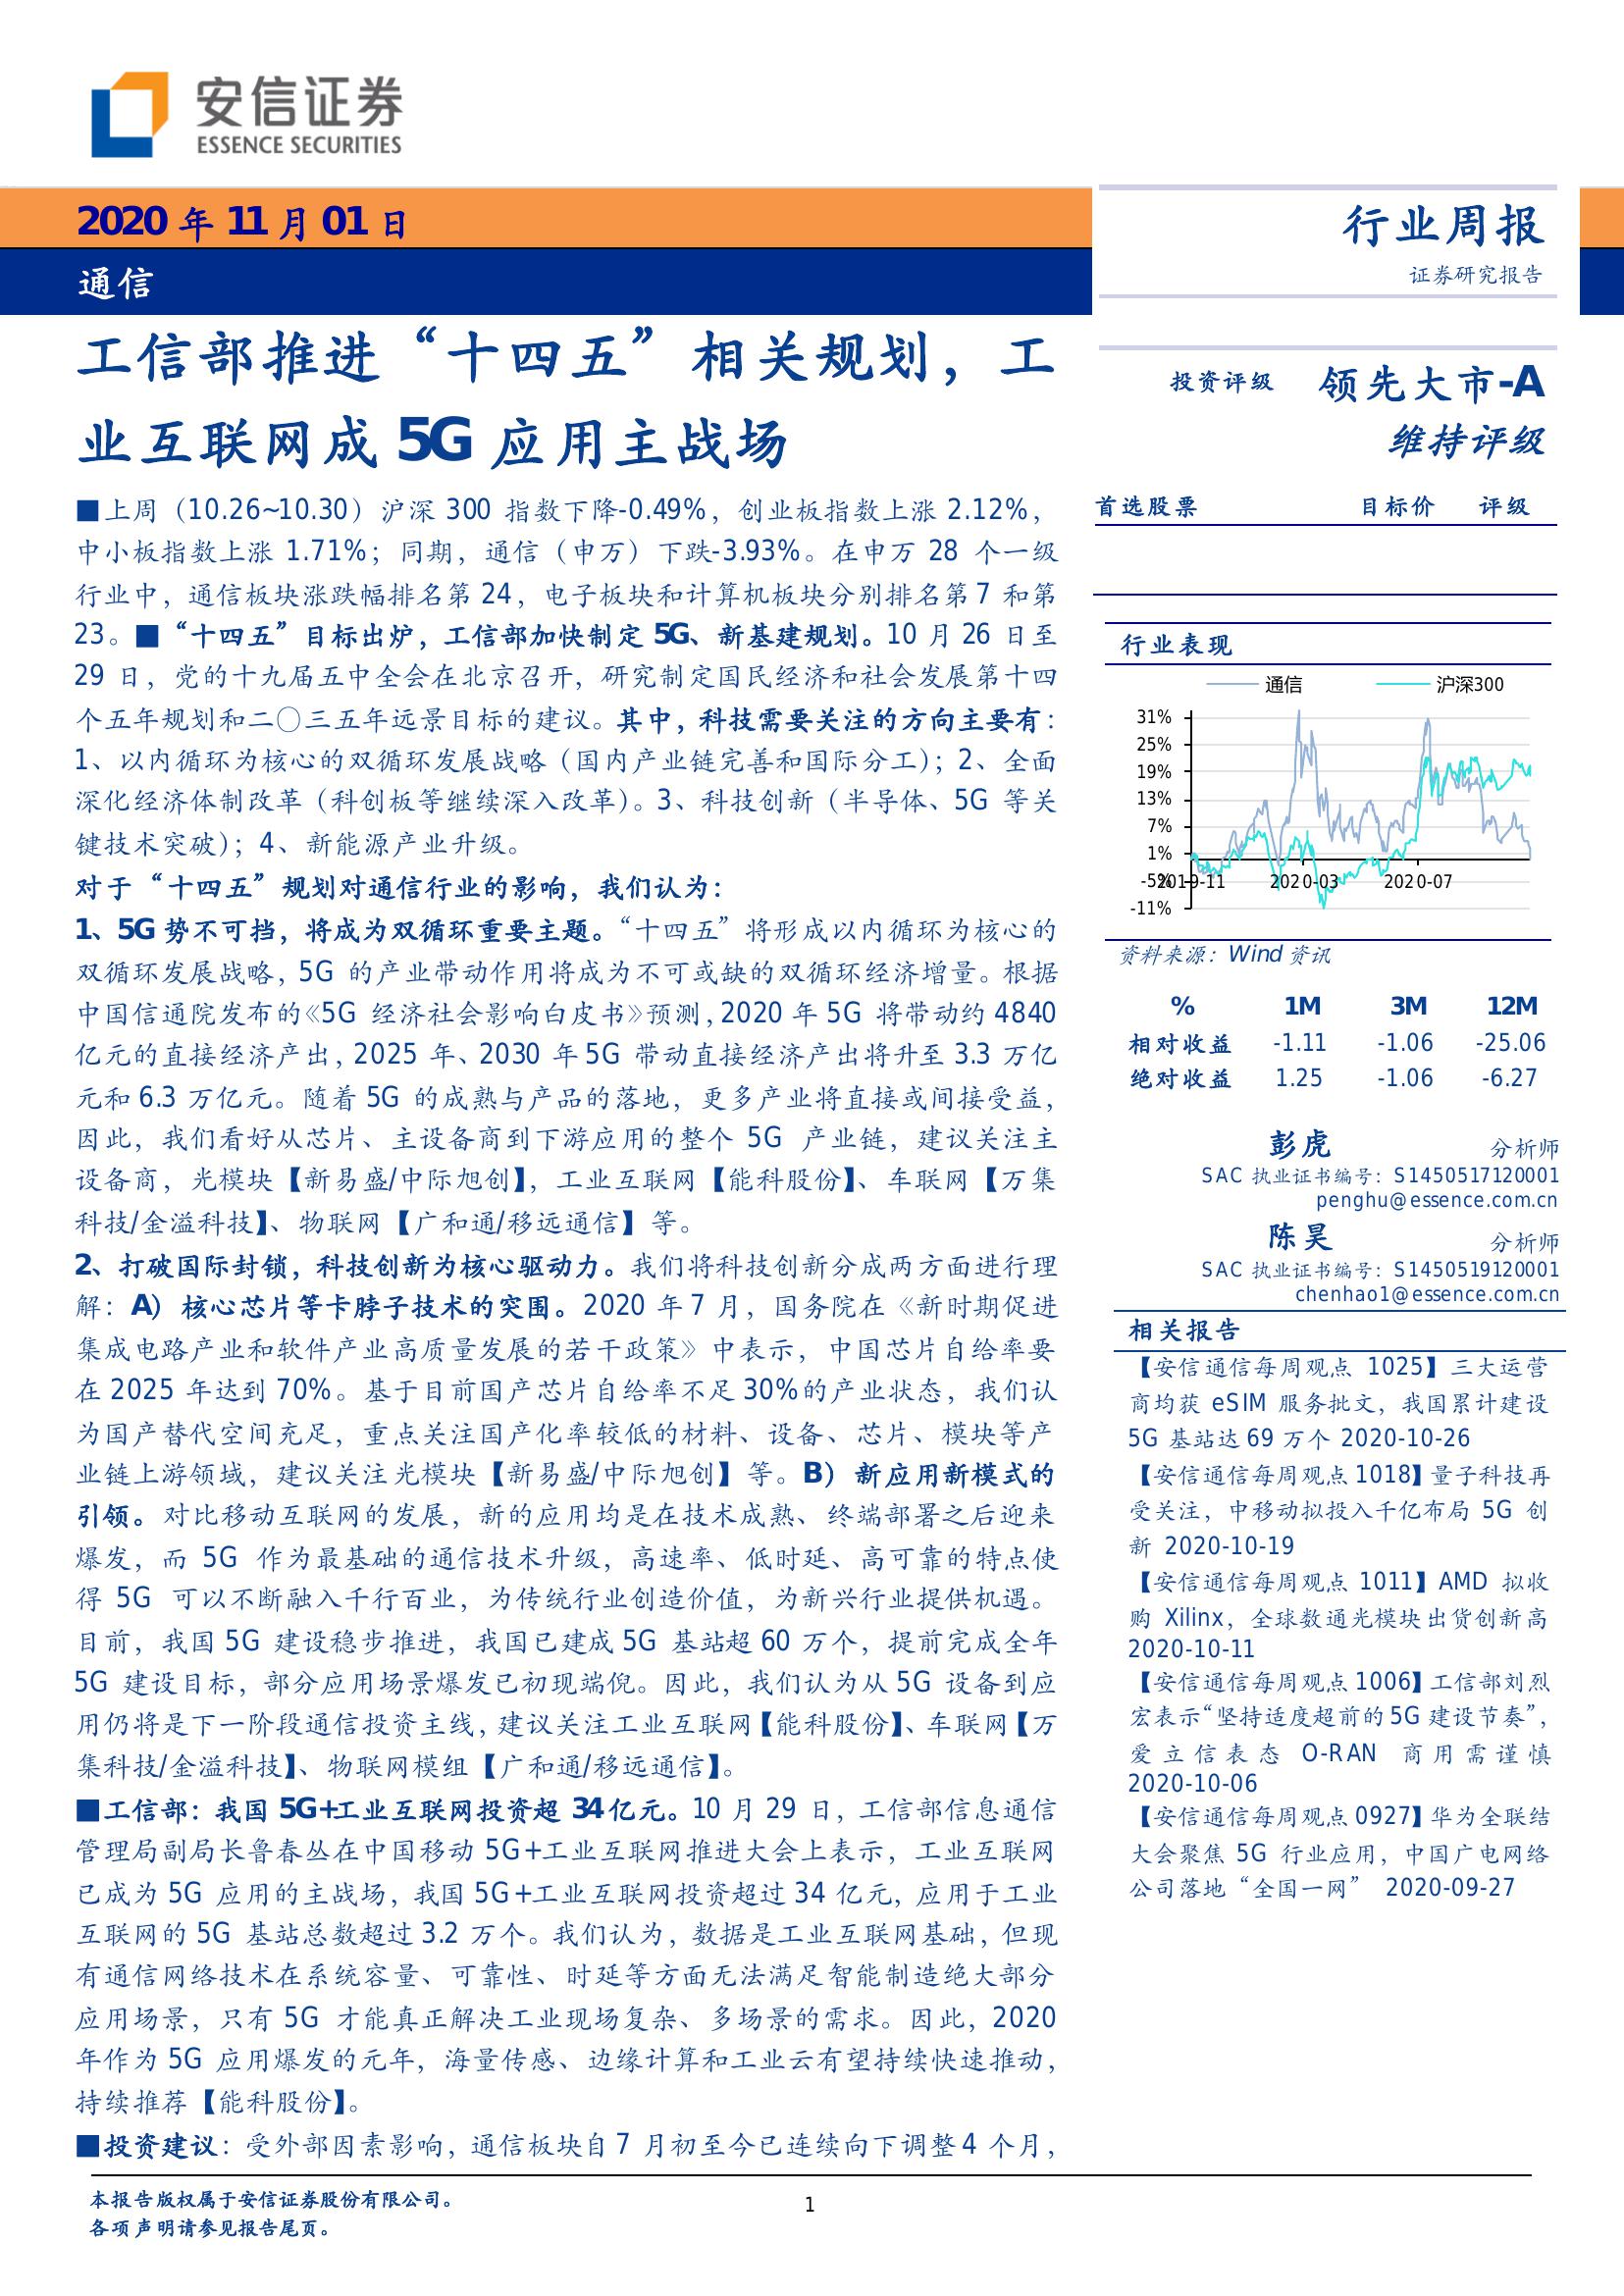 安信证券
ESSENCE SECURITIES
2020 年 11 月 01 日
通信
行业周报
证券研究报告
工信部推进“十四五”相关规划，工
业互联网成 5G 应用主战场
■上周（10.26~10.30）沪深 300 指数下降-0.49%，创业板指数上涨 2.12%，
中小板指数上涨 1.71%；同期，通信（申万）下跌-3.93%。在申万 28 个一级
行业中，通信板块涨跌幅排名第 24，电子板块和计算机板块分别排名第 7 和第
23。■“十四五”目标出炉，工信部加快制定 5G、新基建规划。10 月 26 日至
29 日，党的十九届五中全会在北京召开，研究制定国民经济和社会发展第十四
个五年规划和二〇三五年远景目标的建议。其中，科技需要关注的方向主要有：
1、以内循环为核心的双循环发展战略（国内产业链完善和国际分工）；2、全面
深化经济体制改革（科创板等继续深入改革）。3、科技创新（半导体、5G 等关
键技术突破）；4、新能源产业升级。
对于“十四五”规划对通信行业的影响，我们认为：
1、5G 势不可挡，将成为双循环重要主题。“十四五”将形成以内循环为核心的
双循环发展战略，5G 的产业带动作用将成为不可或缺的双循环经济增量。根据
中国信通院发布的《5G 经济社会影响白皮书》预测，2020 年 5G 将带动约 4840
亿元的直接经济产出，2025 年、2030 年 5G 带动直接经济产出将升至 3.3 万亿
元和 6.3 万亿元。随着 5G 的成熟与产品的落地，更多产业将直接或间接受益，
因此，我们看好从芯片、主设备商到下游应用的整个 5G 产业链，建议关注主
设备商，光模块【新易盛/中际旭创】，工业互联网【能科股份】、车联网【万集
科技/金溢科技】、物联网【广和通/移远通信】等。
2、打破国际封锁，科技创新为核心驱动力。我们将科技创新分成两方面进行理
解：A）核心芯片等卡脖子技术的突围。2020 年 7 月，国务院在《新时期促进
集成电路产业和软件产业高质量发展的若干政策》中表示，中国芯片自给率要
在 2025 年达到 70%。基于目前国产芯片自给率不足 30%的产业状态，我们认
为国产替代空间充足，重点关注国产化率较低的材料、设备、芯片、模块等产
业链上游领域，建议关注光模块【新易盛/中际旭创】等。B）新应用新模式的
引领。对比移动互联网的发展，新的应用均是在技术成熟、终端部署之后迎来
爆发，而 5G 作为最基础的通信技术升级，高速率、低时延、高可靠的特点使
得 5G 可以不断融入千行百业，为传统行业创造价值，为新兴行业提供机遇。
目前，我国 5G 建设稳步推进，我国已建成 5G 基站超 60 万个，提前完成全年
5G 建设目标，部分应用场景爆发已初现端倪。因此，我们认为从 5G 设备到应
用仍将是下一阶段通信投资主线，建议关注工业互联网【能科股份】、车联网【万
集科技/金溢科技】、物联网模组【广和通/移远通信】。
■工信部：我国 5G+工业互联网投资超 34 亿元。10 月 29 日，工信部信息通信
管理局副局长鲁春丛在中国移动 5G+工业互联网推进大会上表示，工业互联网
已成为 5G 应用的主战场，我国 5G+工业互联网投资超过 34 亿元，应用于工业
互联网的 5G 基站总数超过 3.2 万个。我们认为，数据是工业互联网基础，但现
有通信网络技术在系统容量、可靠性、时延等方面无法满足智能制造绝大部分
应用场景，只有 5G 才能真正解决工业现场复杂、多场景的需求。因此，2020
年作为 5G 应用爆发的元年，海量传感、边缘计算和工业云有望持续快速推动，
持续推荐【能科股份】。
■投资建议：受外部因素影响，通信板块自 7 月初至今已连续向下调整 4 个月，
投资评级 领先大市-A
维持评级
首选股票 目标价 评级
行业表现
通信 沪深300
31%
25%
19%
13%
7%
1%
-5%
-11%
2019-11 2020-03 2020-07
资料来源：Wind 资讯
% 1M 3M 12M
相对收益 -1.11 -1.06 -25.06
绝对收益 1.25 -1.06 -6.27
彭虎 分析师
SAC 执业证书编号：S1450517120001
penghu@essence.com.cn
陈昊 分析师
SAC 执业证书编号：S1450519120001
chenhao1@essence.com.cn
相关报告
【安信通信每周观点 1025】三大运营
商均获 eSIM 服务批文，我国累计建设
5G 基站达 69 万个 2020-10-26
【安信通信每周观点 1018】量子科技再
受关注，中移动拟投入千亿布局 5G 创
新 2020-10-19
【安信通信每周观点 1011】AMD 拟收
购 Xilinx，全球数通光模块出货创新高
2020-10-11
【安信通信每周观点 1006】工信部刘烈
宏表示“坚持适度超前的 5G 建设节奏”，
爱立信表态 O-RAN 商用需谨慎
2020-10-06
【安信通信每周观点 0927】华为全联结
大会聚焦 5G 行业应用，中国广电网络
公司落地“全国一网” 2020-09-27
本报告版权属于安信证券股份有限公司。
各项声明请参见报告尾页。
1